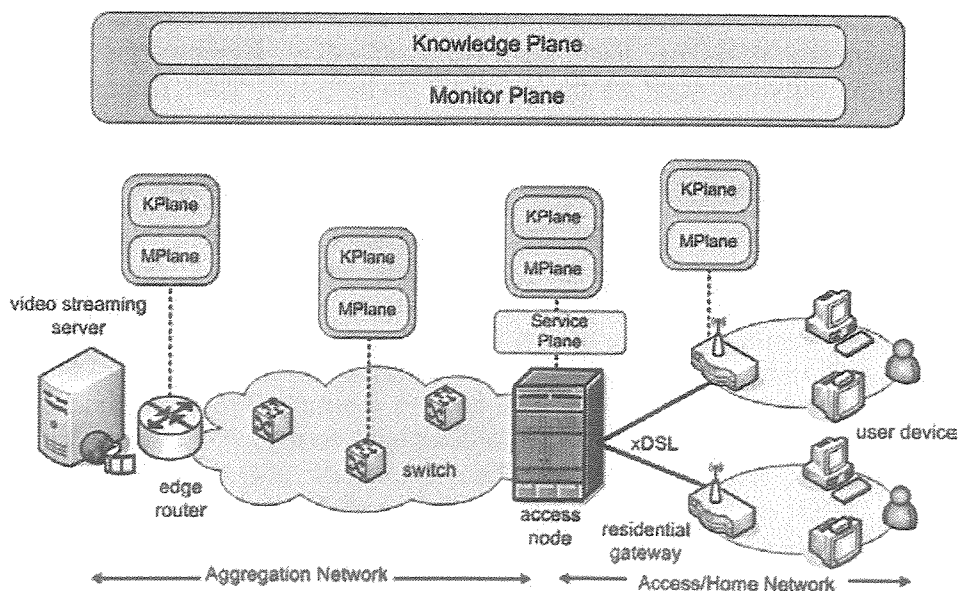 Knowledge Plane
Monitor Plane
KPlane
MPlane
KPlane
MPlane
KPlane
MPlane
KPlane
MPlane
video streaming
server
Service
Plane
edge
router
switch
access
node
xDSL
residential
gateway
user device
Aggregation Network
Access/Home Network